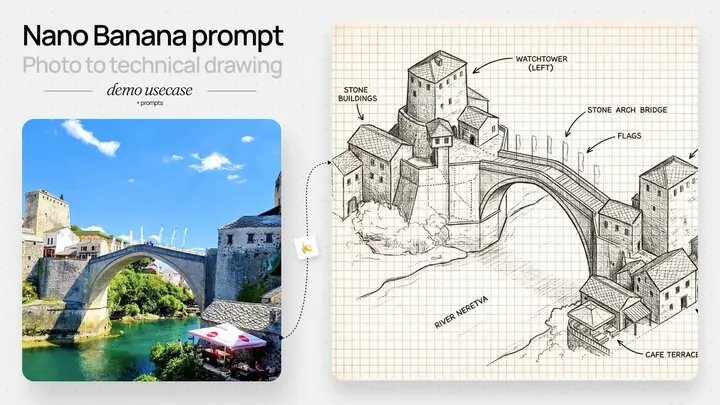 Nano Banana prompt
Photo to technical drawing
demo usecase
+ prompts
WATCHTOWER
(LEFT)
STONE
BUILDINGS
STONE ARCH BRIDGE
FLAGS
RIVER NERETVA
CAFE TERRACE